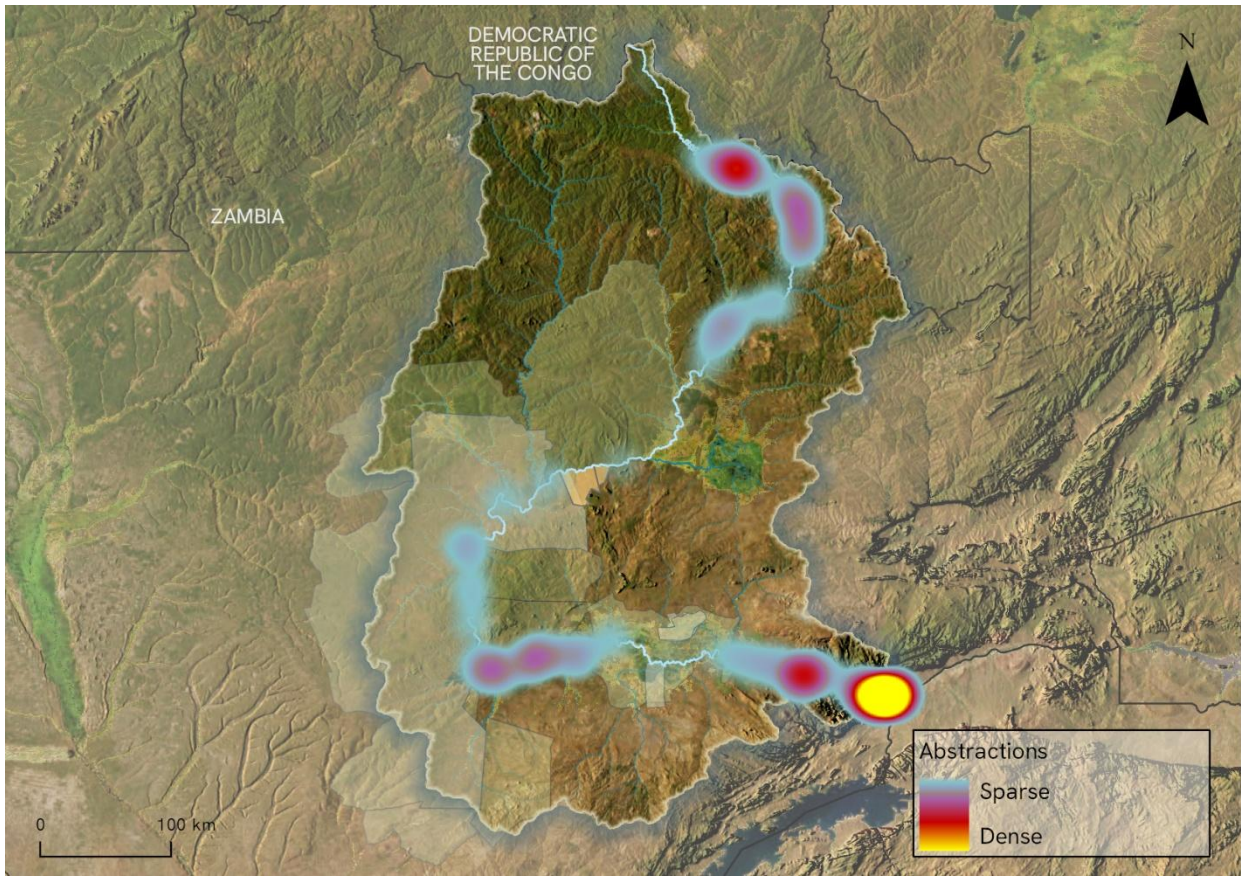 DEMOCRATIC
REPUBLIC OF
THE CONGO
N
ZAMBIA
0 100 km
Abstractions
Sparse
Dense